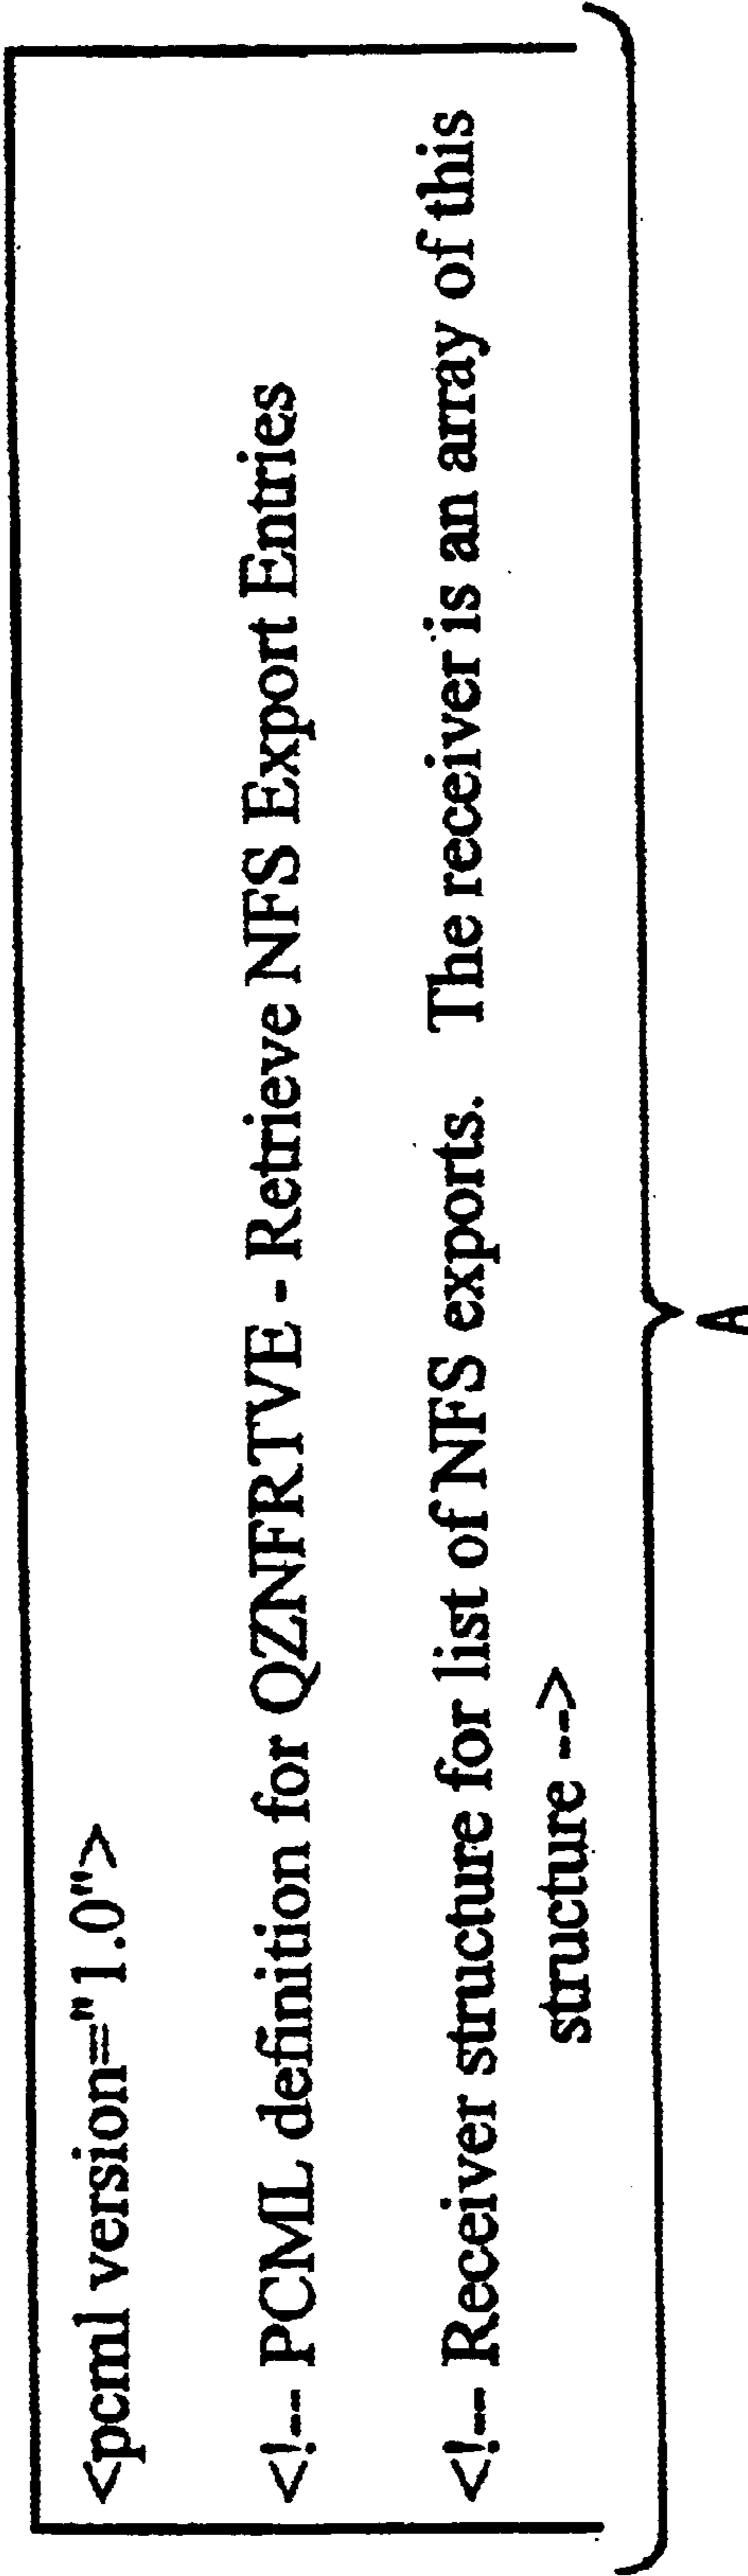 <pcml version="1.0">
<!-- PCML definition for QZNFRTVE - Retrieve NFS Export Entries
<!-- Receiver structure for list of NFS exports. The receiver is an array of this
structure -->
A